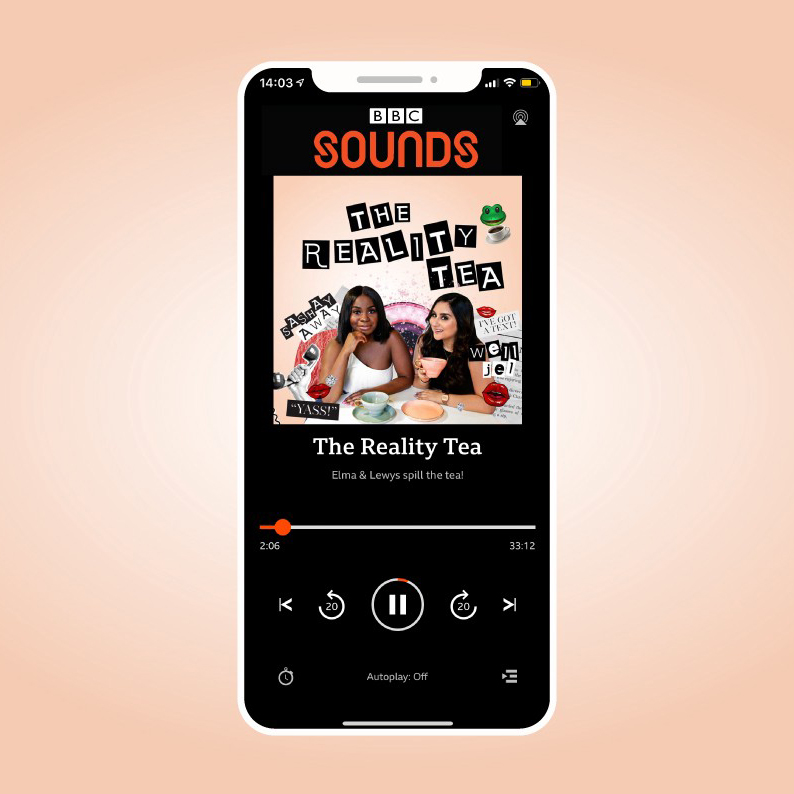 14:03
BBC
SOUNDS
THE
REALITY
TEA
SASHAY
AWAY
I'VE GOT
A TEXT!
well
jel
"YASS!"
The Reality Tea
Elma & Lewys spill the tea!
2:06
33:12
20
20
Autoplay: Off